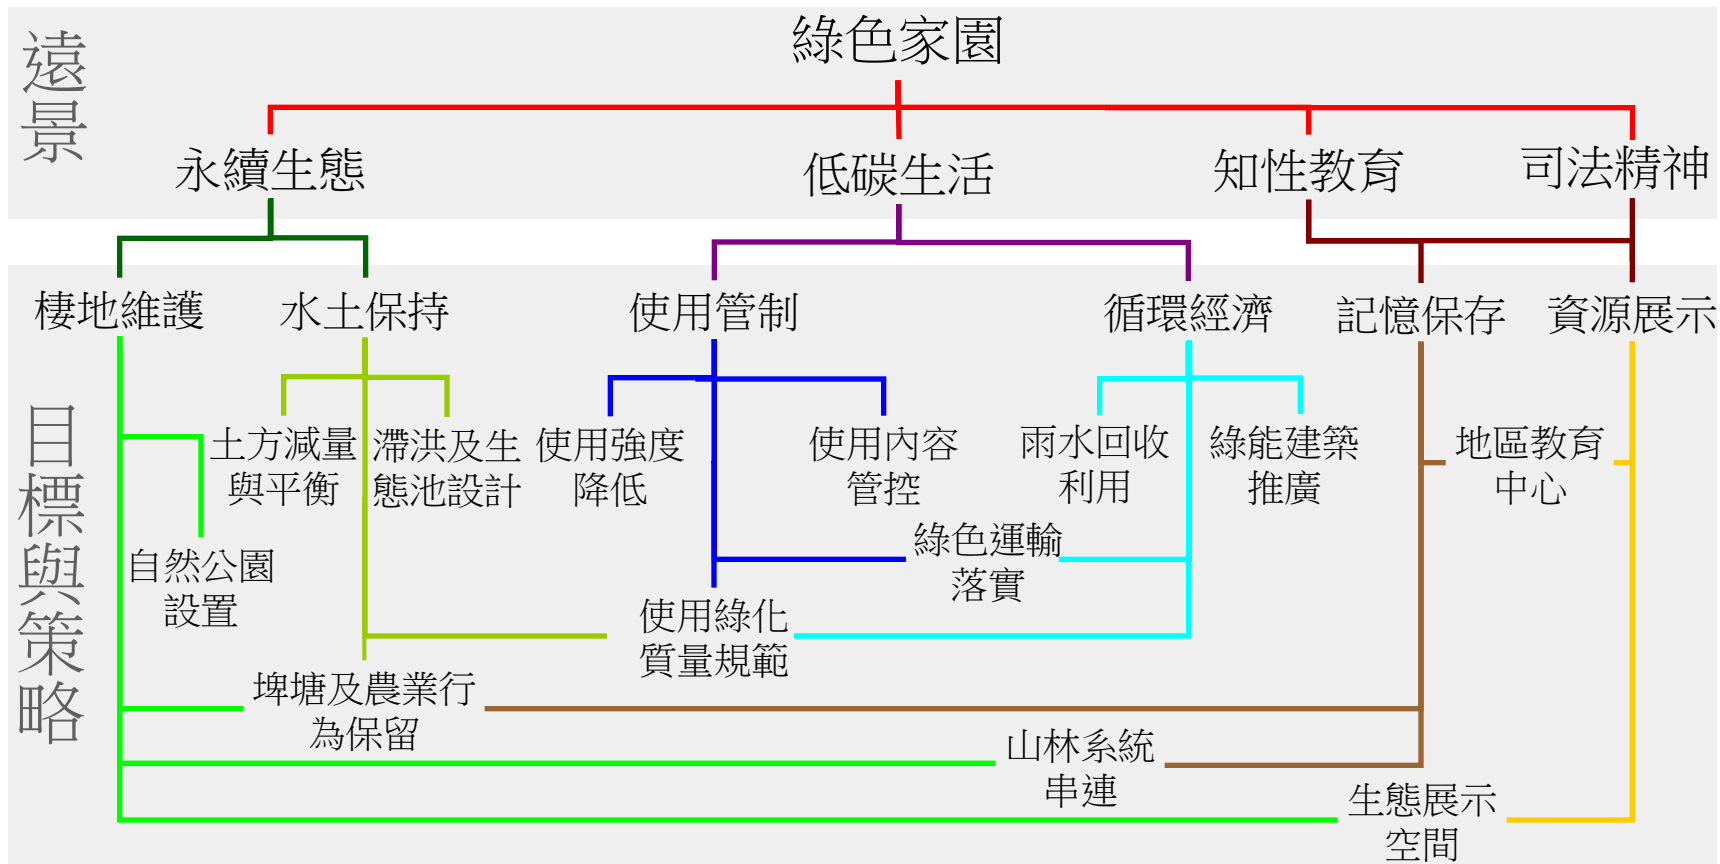 綠色家園
遠景
永續生態
低碳生活
知性教育
司法精神
目標與策略
棲地維護
水土保持
使用管制
循環經濟
記憶保存
資源展示
土方減量
與平衡
滯洪及生
態池設計
使用強度
降低
使用內容
管控
雨水回收
利用
綠能建築
推廣
地區教育
中心
自然公園
設置
綠色運輸
落實
使用綠化
質量規範
埤塘及農業行
為保留
山林系統
串連
生態展示
空間